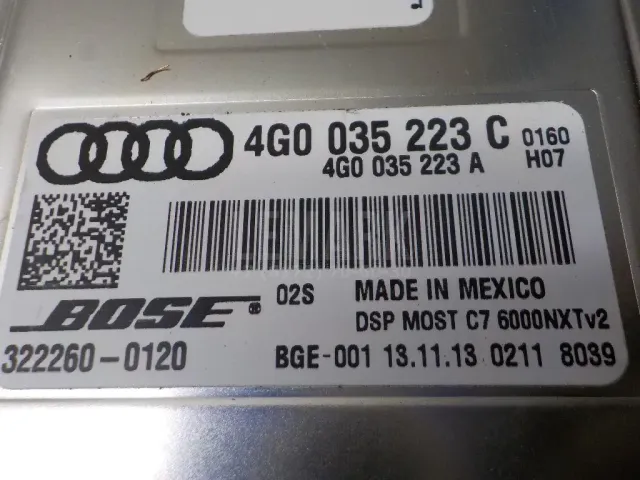 4G0 035 223 C 0160
4G0 035 223 A H07
BOSE® 02S MADE IN MEXICO
DSP MOST C7 6000NXTv2
322260-0120 BGE-001 13.11.13 0211 8039